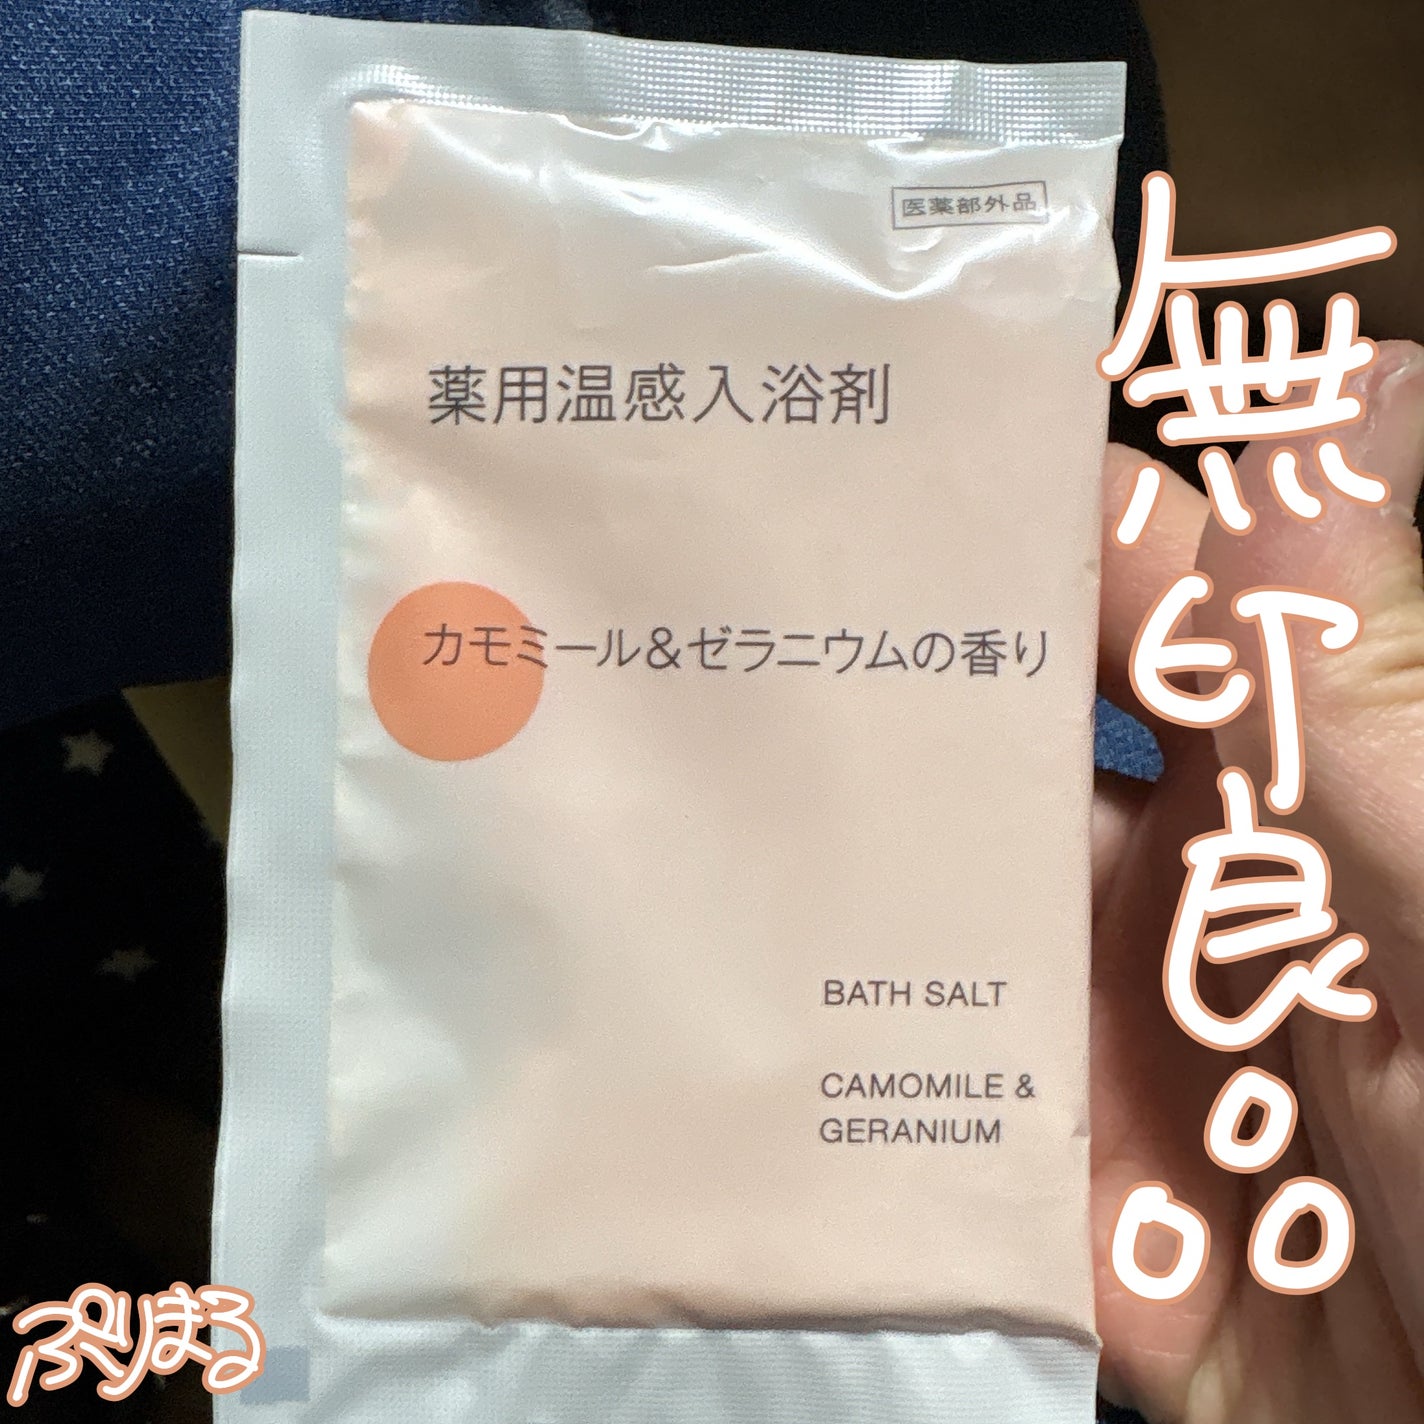 医薬部外品
薬用温感入浴剤
カモミール&ゼラニウムの香り
BATH SALT
CAMOMILE &
GERANIUM
無印良品
ぷりまる